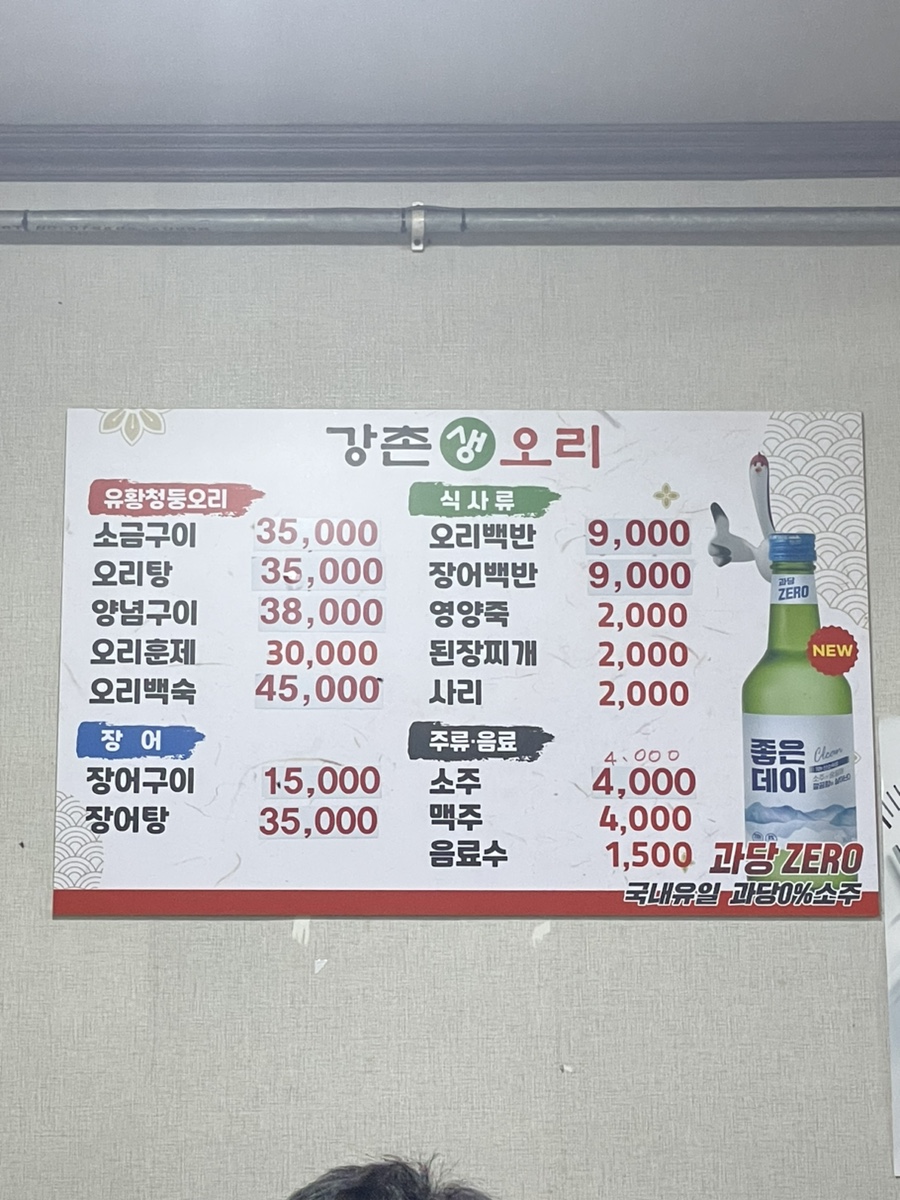 강촌생오리
유황청둥오리
소금구이 35,000
오리탕 35,000
양념구이 38,000
오리훈제 30,000
오리백숙 45,000
장 어
장어구이 15,000
장어탕 35,000
식사류
오리백반 9,000
장어백반 9,000
영양죽 2,000
된장찌개 2,000
사리 2,000
주류·음료
4.000
소주 4,000
맥주 4,000
음료수 1,500
과당
ZERO
NEW
좋은
데이
Clean
과당 ZERO
국내유일 과당0%소주